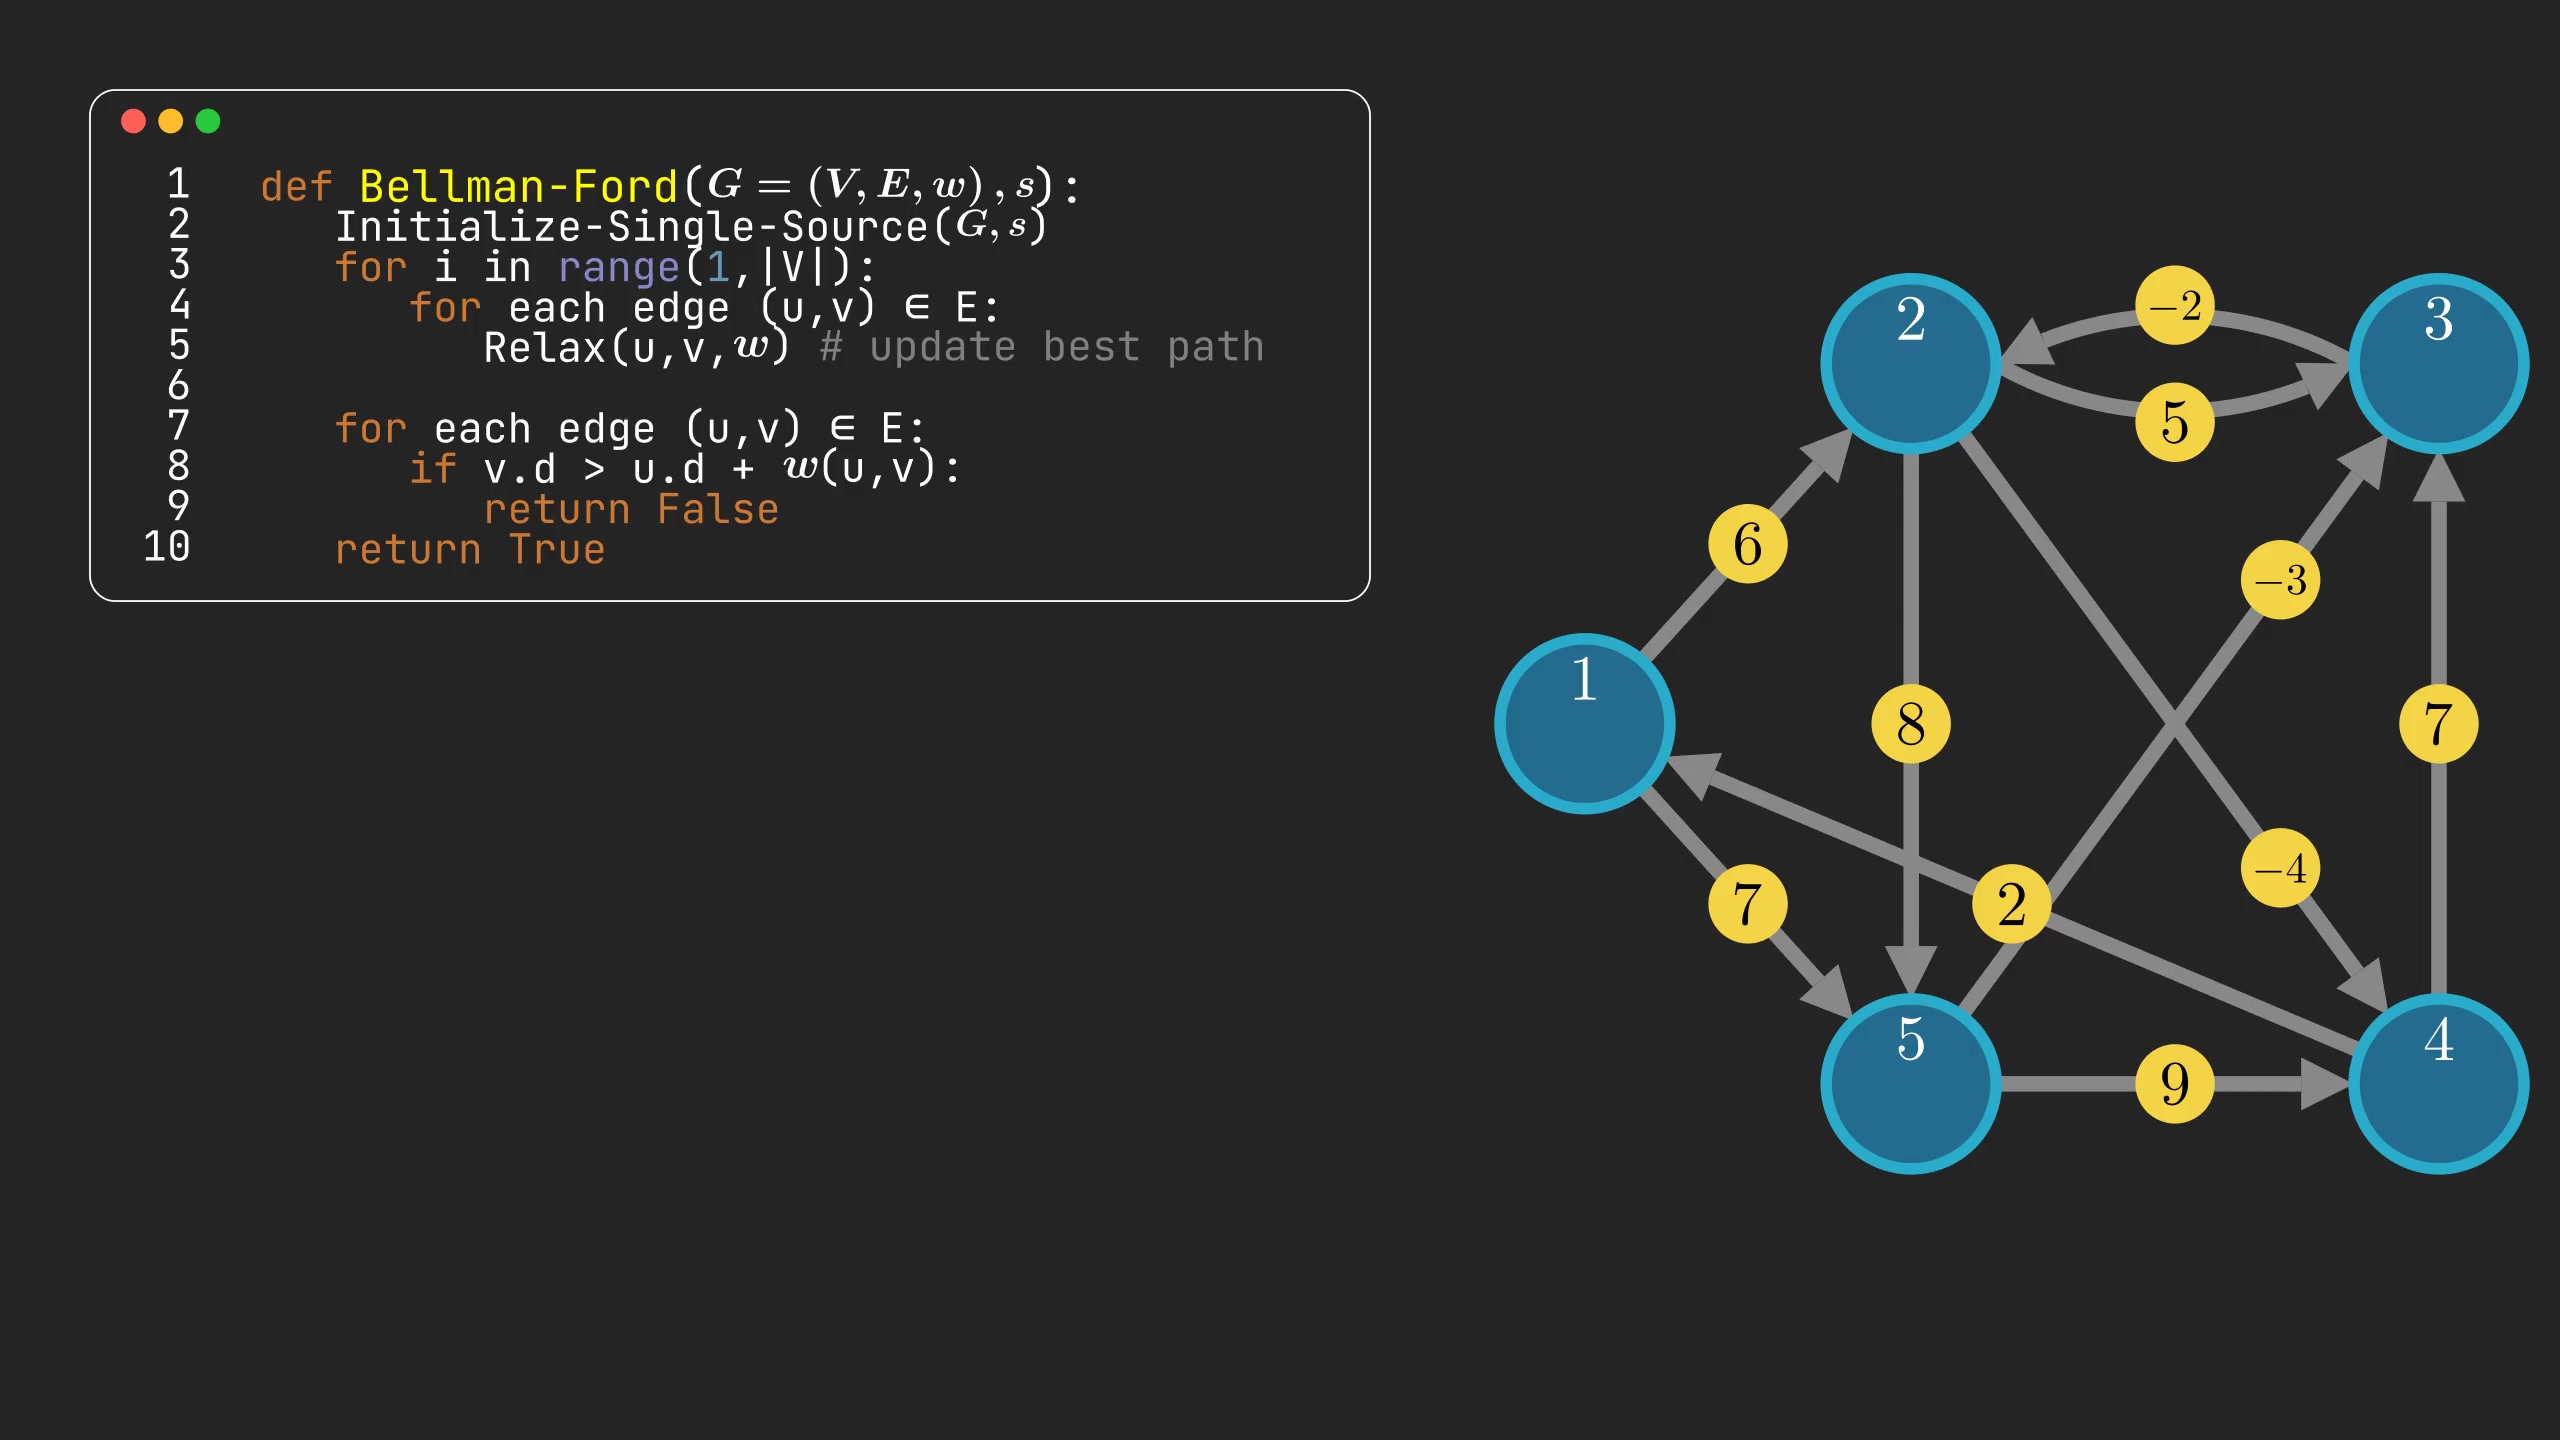 1 def Bellman-Ford(G = (V, E, w), s):
2 Initialize-Single-Source(G, s)
3 for i in range(1,|V|):
4 for each edge (u,v) ∈ E:
5 Relax(u,v,w) # update best path
6
7 for each edge (u,v) ∈ E:
8 if v.d > u.d + w(u,v):
9 return False
10 return True
2
−2
3
5
6
−3
1
8
7
−4
7
2
5
9
4